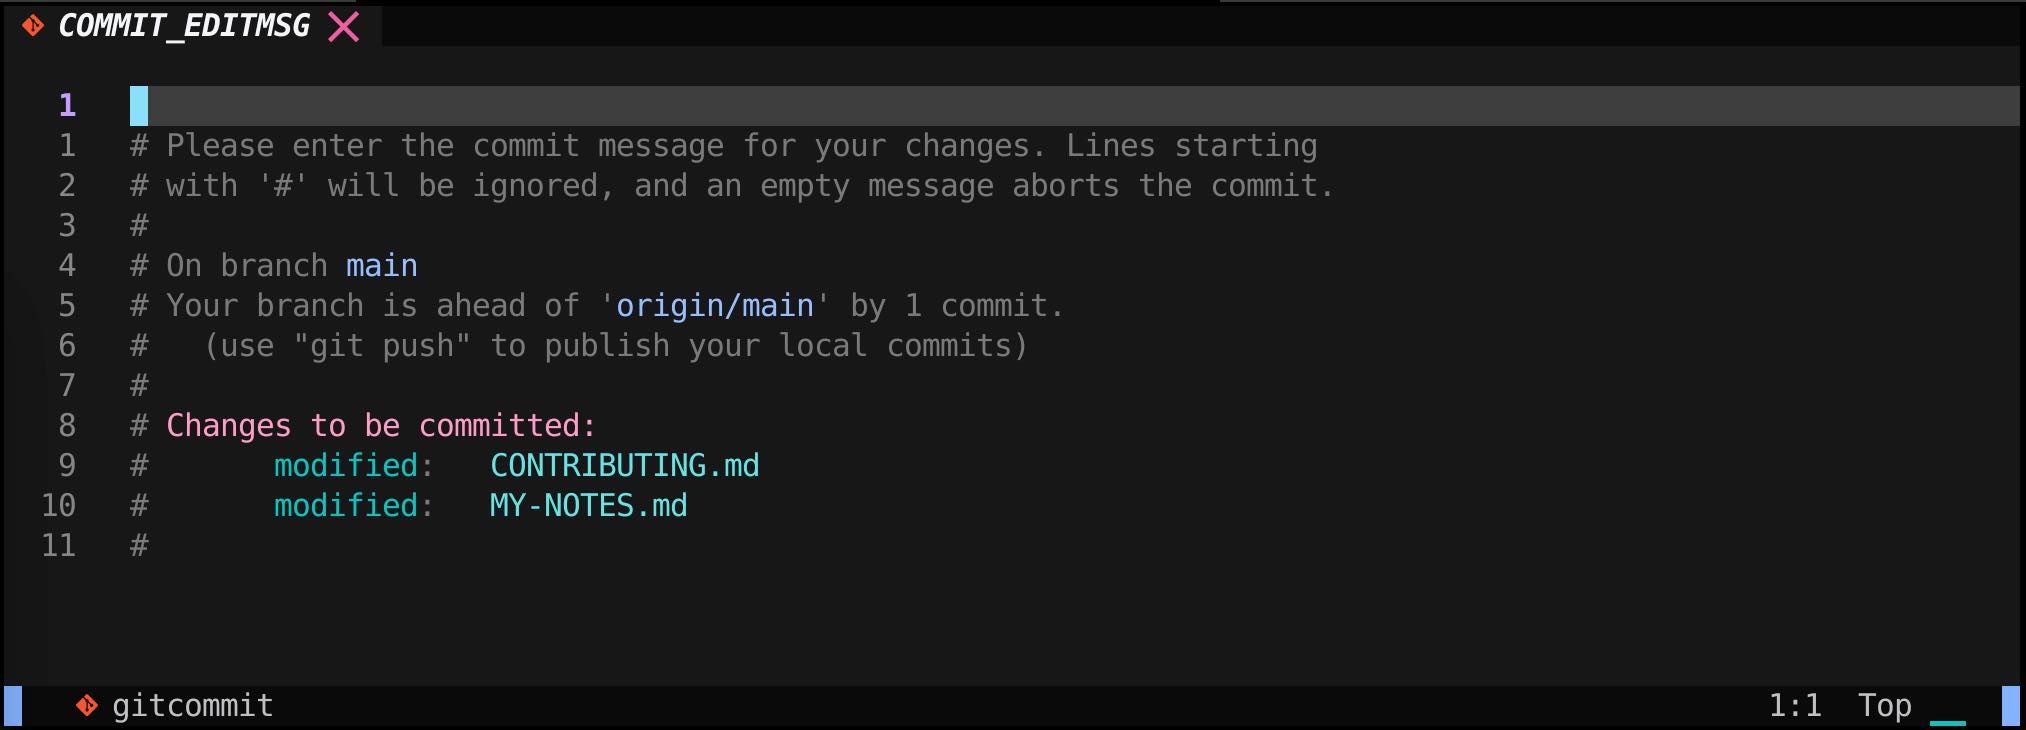 COMMIT_EDITMSG
1
1 # Please enter the commit message for your changes. Lines starting
2 # with '#' will be ignored, and an empty message aborts the commit.
3 #
4 # On branch main
5 # Your branch is ahead of 'origin/main' by 1 commit.
6 #   (use "git push" to publish your local commits)
7 #
8 # Changes to be committed:
9 #       modified:   CONTRIBUTING.md
10 #       modified:   MY-NOTES.md
11 #
gitcommit 1:1 Top